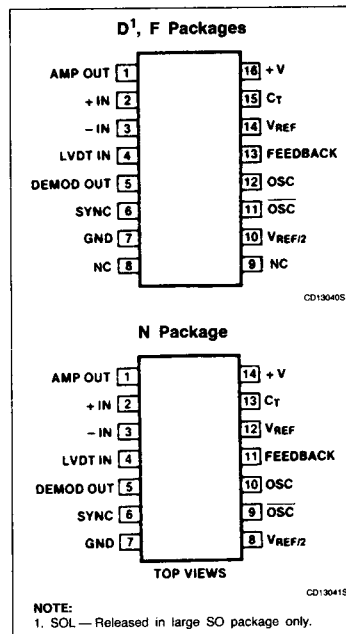 D¹, F Packages
AMP OUT 1 16 +V
+ IN 2 15 CT
− IN 3 14 VREF
LVDT IN 4 13 FEEDBACK
DEMOD OUT 5 12 OSC
SYNC 6 11 O̅S̅C̅
GND 7 10 VREF/2
NC 8 9 NC
CD13040S
N Package
AMP OUT 1 14 +V
+ IN 2 13 CT
− IN 3 12 VREF
LVDT IN 4 11 FEEDBACK
DEMOD OUT 5 10 OSC
SYNC 6 9 O̅S̅C̅
GND 7 8 VREF/2
TOP VIEWS
CD13041S
NOTE:
1. SOL — Released in large SO package only.